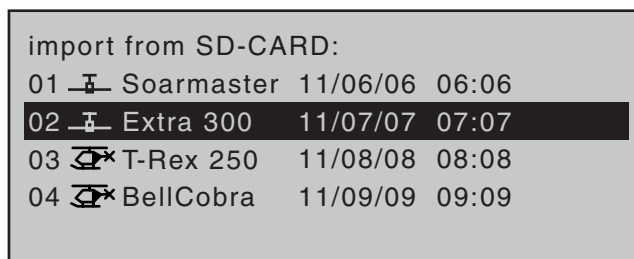 import from SD-CARD:
01 Soarmaster 11/06/06 06:06
02 Extra 300 11/07/07 07:07
03 T-Rex 250 11/08/08 08:08
04 BellCobra 11/09/09 09:09